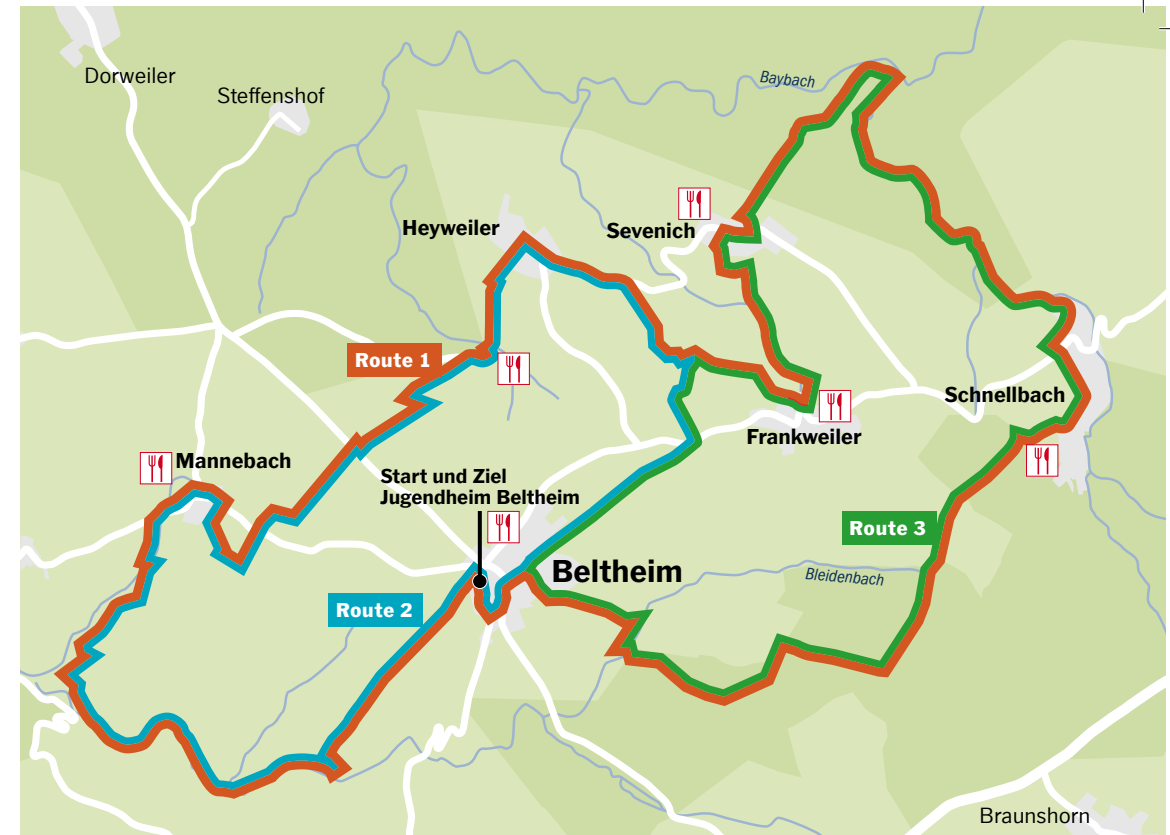 Dorweiler
Steffenshof
Baybach
Heyweiler
Sevenich
Route 1
Schnellbach
Frankweiler
Mannebach
Start und Ziel
Jugendheim Beltheim
Route 3
Beltheim
Bleidenbach
Route 2
Braunshorn